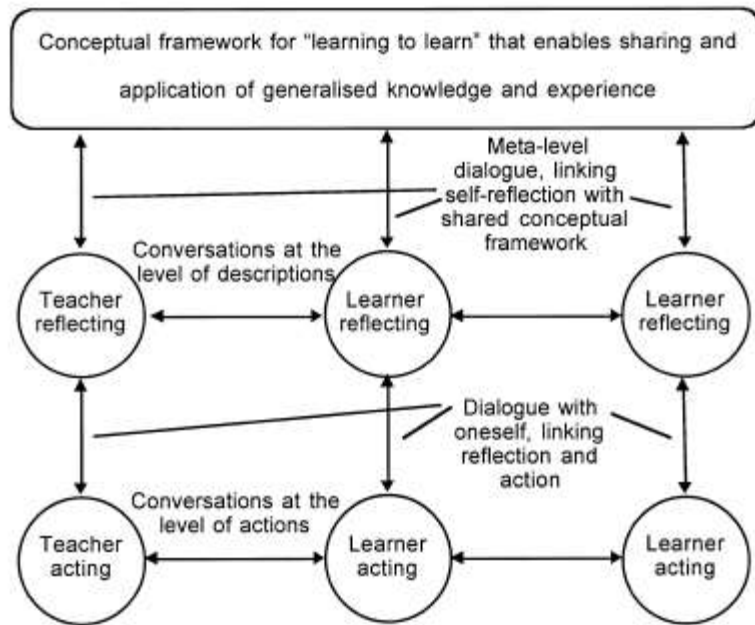 Conceptual framework for "learning to learn" that enables sharing and
application of generalised knowledge and experience
Meta-level
dialogue, linking
self-reflection with
shared conceptual
framework
Conversations at the
level of descriptions
Teacher
reflecting
Learner
reflecting
Learner
reflecting
Dialogue with
oneself, linking
reflection and
action
Conversations at the
level of actions
Teacher
acting
Learner
acting
Learner
acting